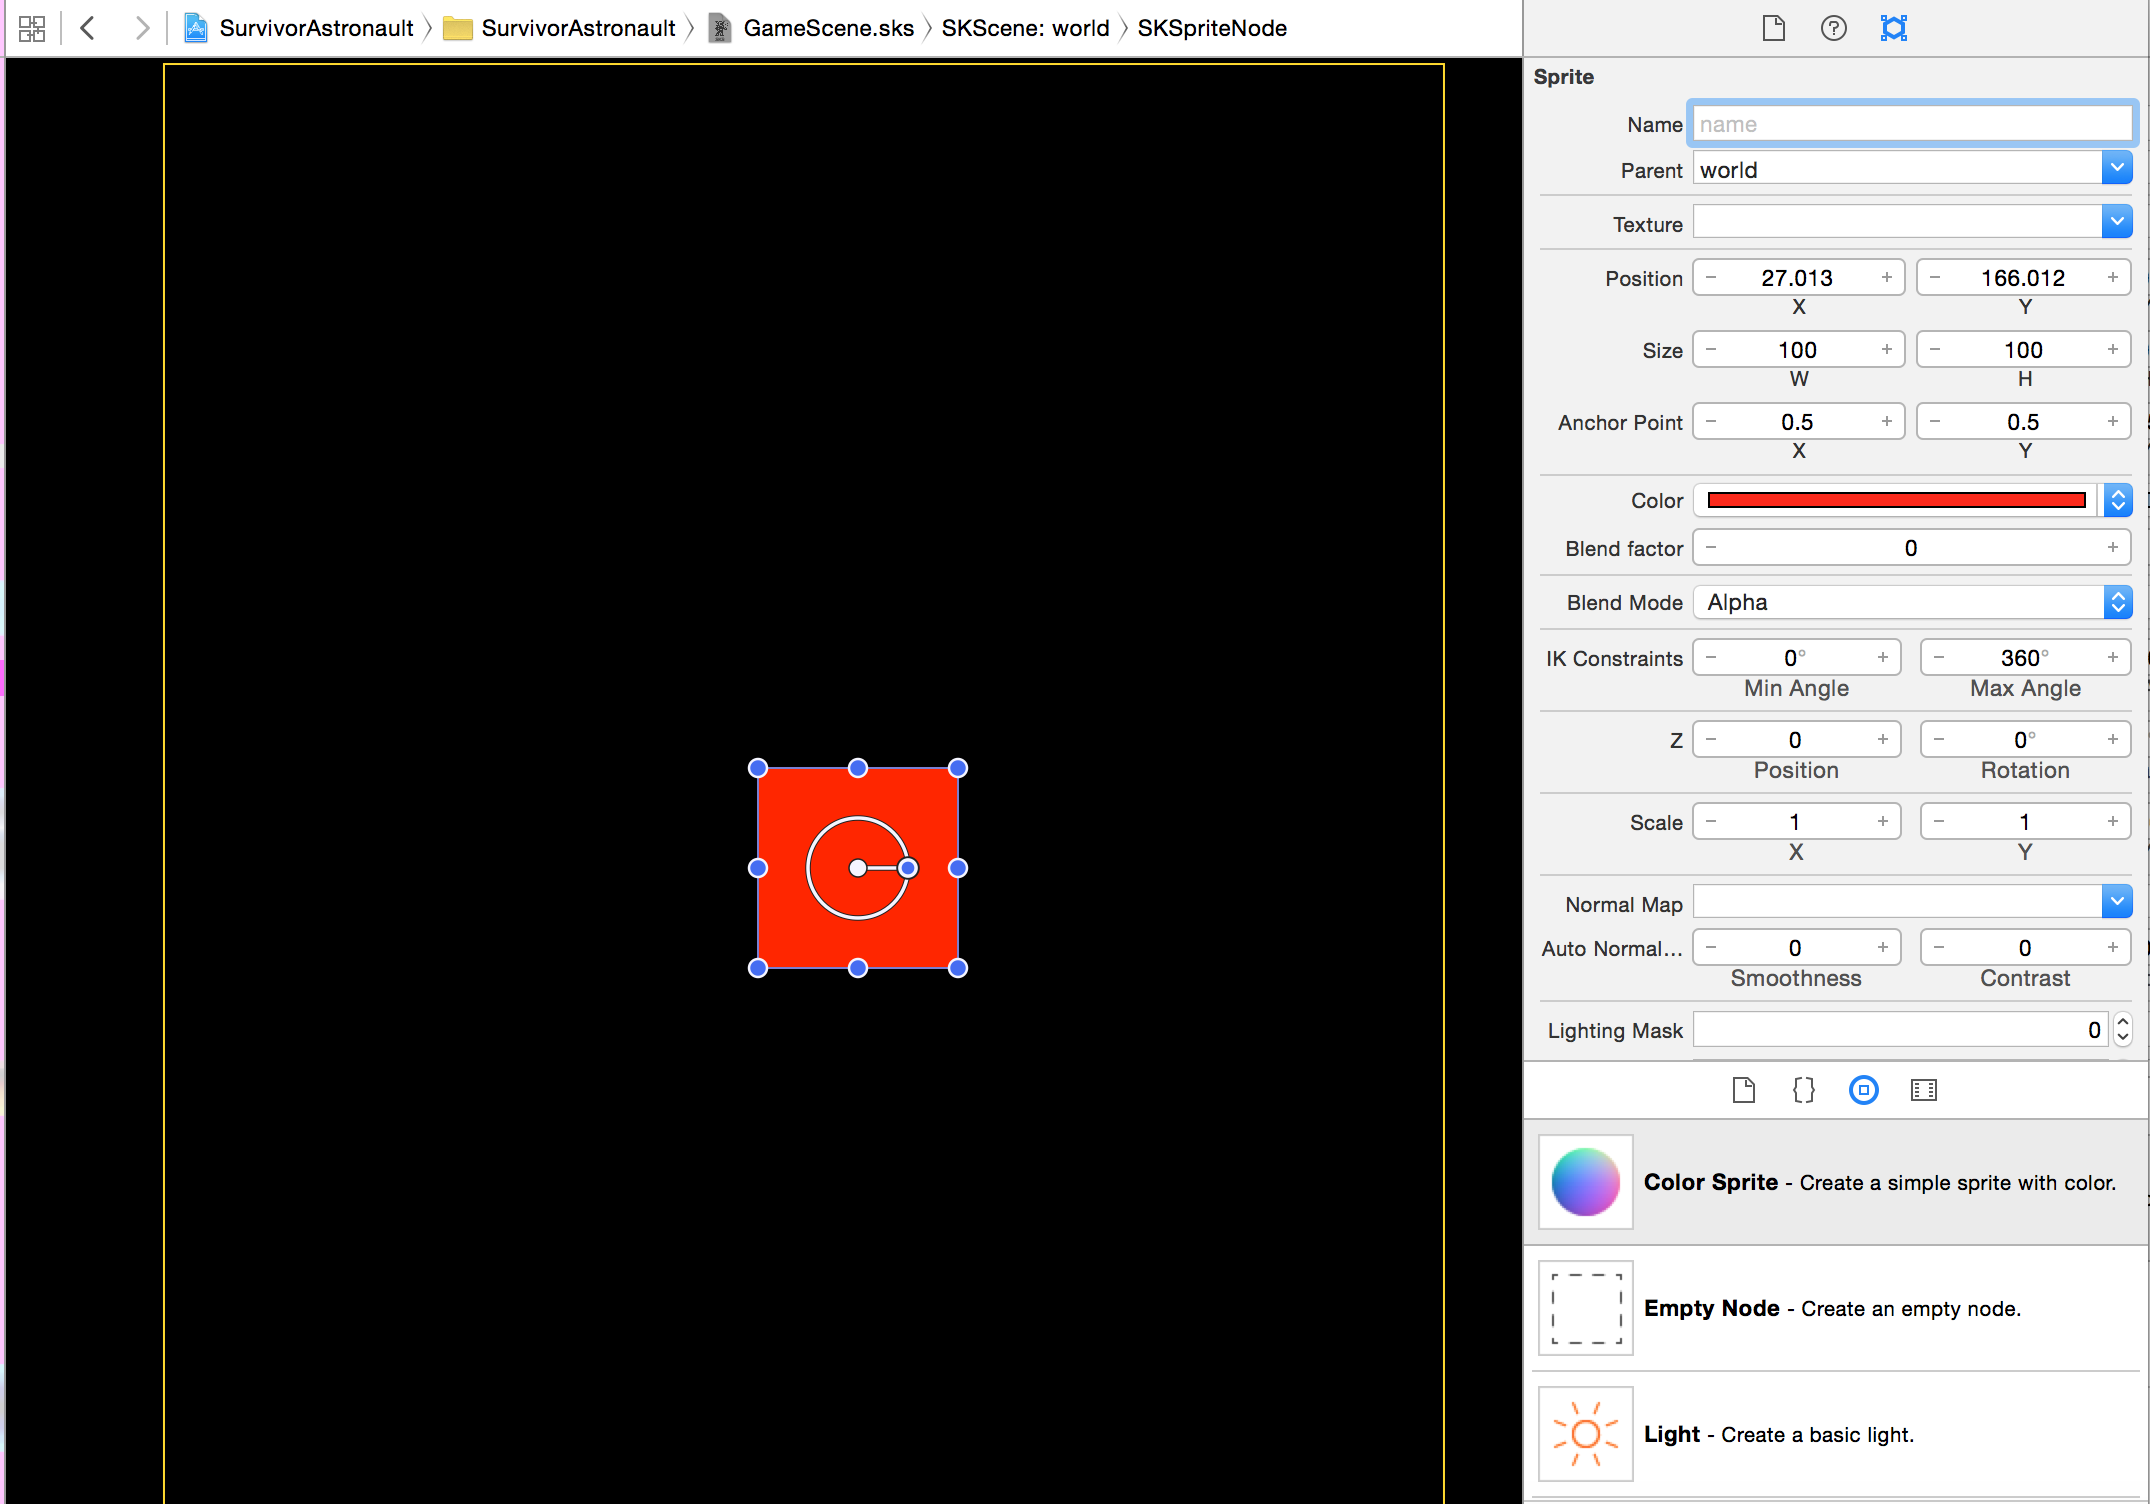 SurvivorAstronault SurvivorAstronault GameScene.sks SKScene: world SKSpriteNode
Sprite
Name name
Parent world
Texture
Position 27.013 166.012
X Y
Size 100 100
W H
Anchor Point 0.5 0.5
X Y
Color
Blend factor 0
Blend Mode Alpha
IK Constraints 0° 360°
Min Angle Max Angle
Z 0 0°
Position Rotation
Scale 1 1
X Y
Normal Map
Auto Normal... 0 0
Smoothness Contrast
Lighting Mask 0
Color Sprite - Create a simple sprite with color.
Empty Node - Create an empty node.
Light - Create a basic light.